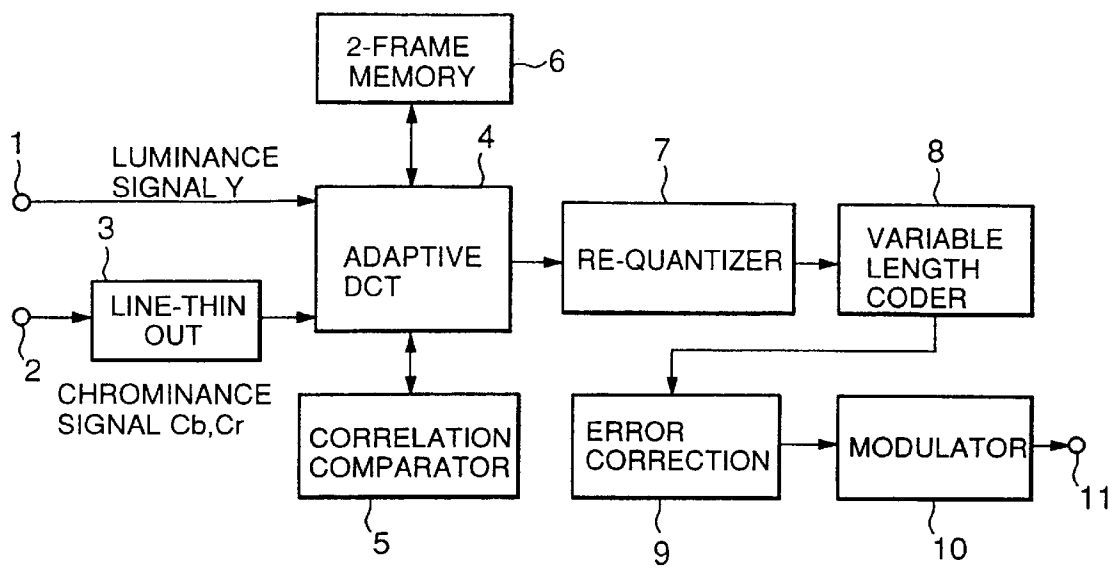 2-FRAME
MEMORY
6
1
LUMINANCE
SIGNAL Y
4
7
8
3
ADAPTIVE
DCT
RE-QUANTIZER
VARIABLE
LENGTH
CODER
LINE-THIN
OUT
2
CHROMINANCE
SIGNAL Cb,Cr
CORRELATION
COMPARATOR
ERROR
CORRECTION
MODULATOR
11
5
9
10